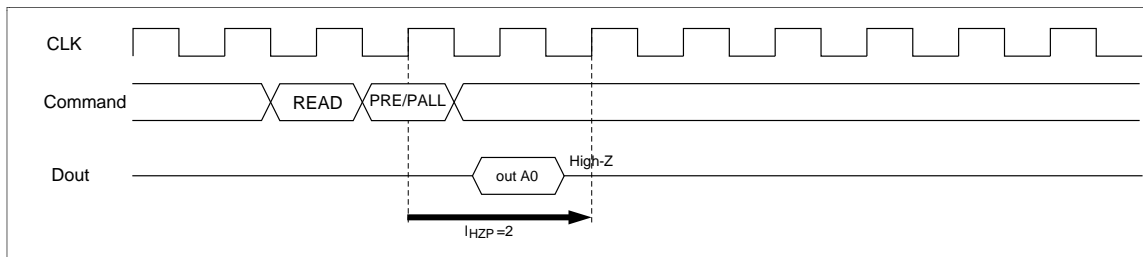 CLK
Command
READ
PRE/PALL
Dout
out A0
High-Z
lHZP=2